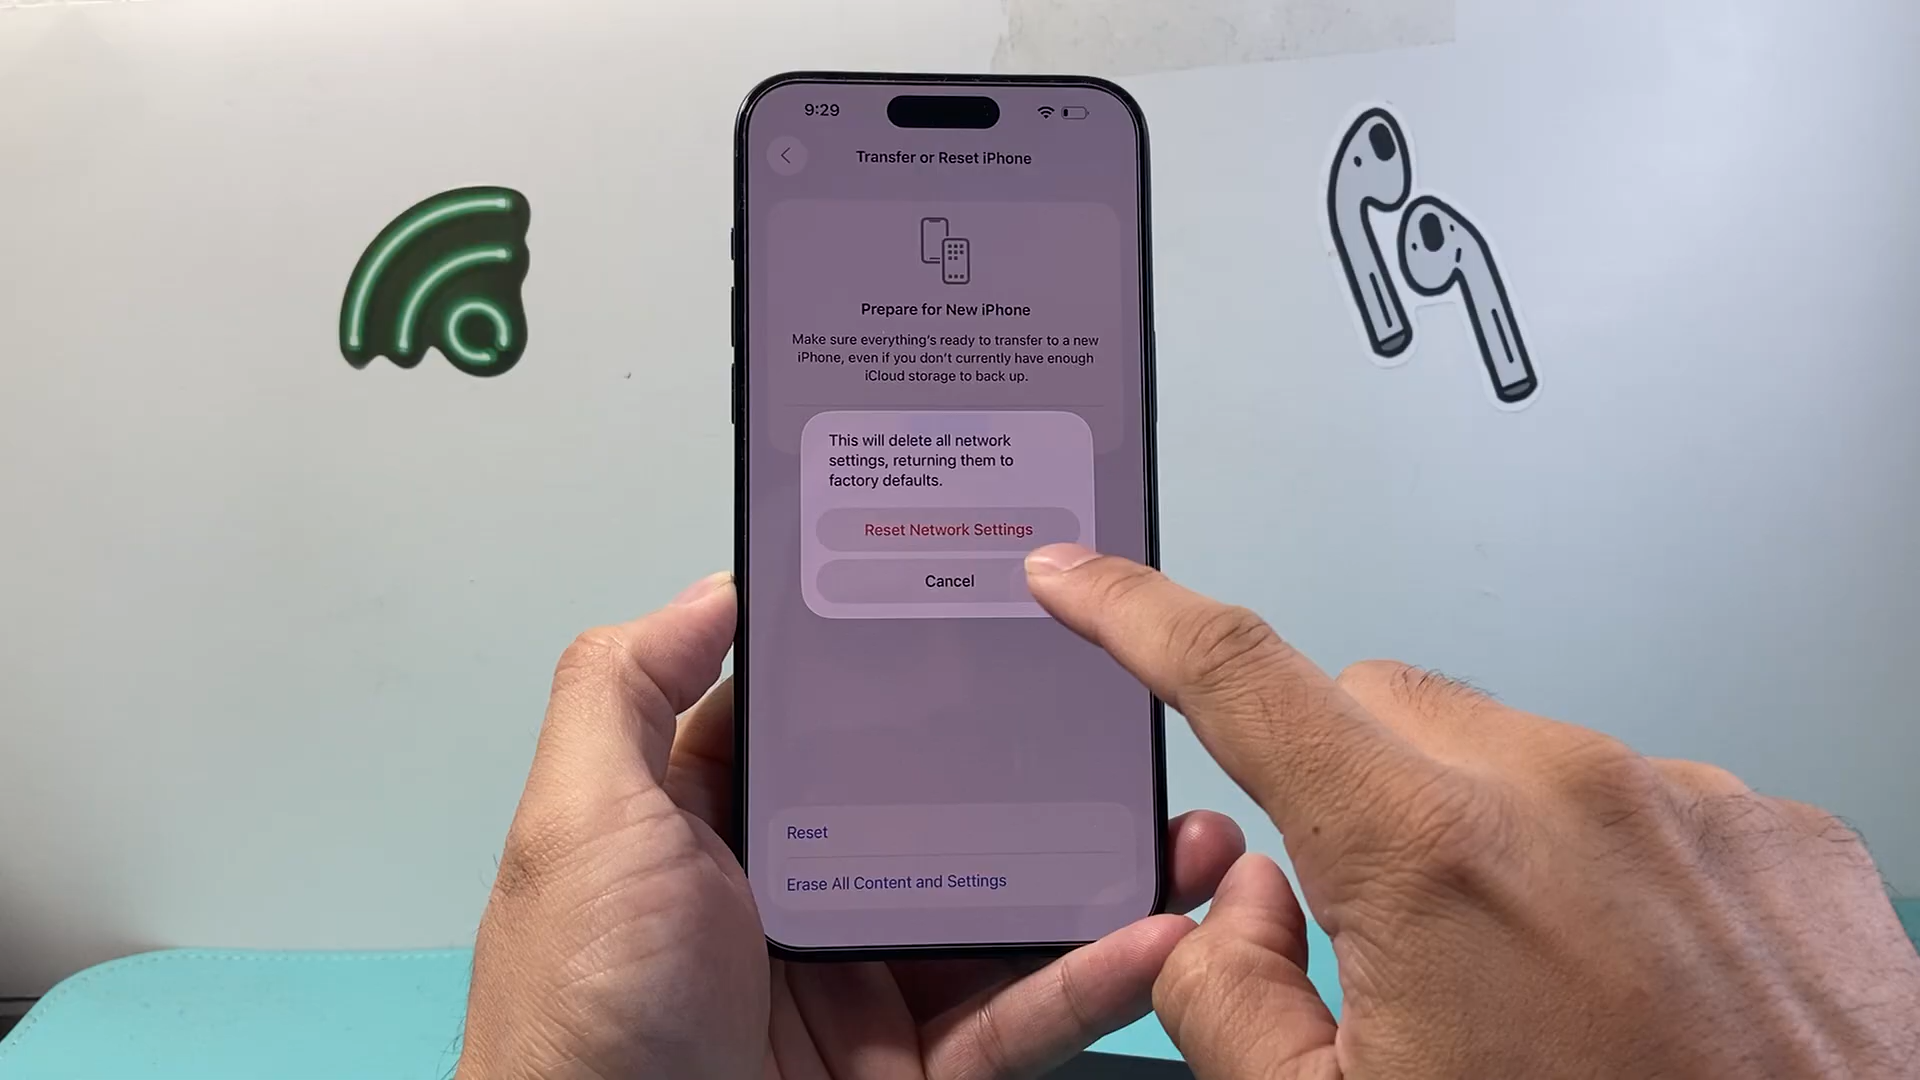 9:29
Transfer or Reset iPhone
Prepare for New iPhone
Make sure everything's ready to transfer to a new
iPhone, even if you don't currently have enough
iCloud storage to back up.
This will delete all network
settings, returning them to
factory defaults.
Reset Network Settings
Cancel
Reset
Erase All Content and Settings